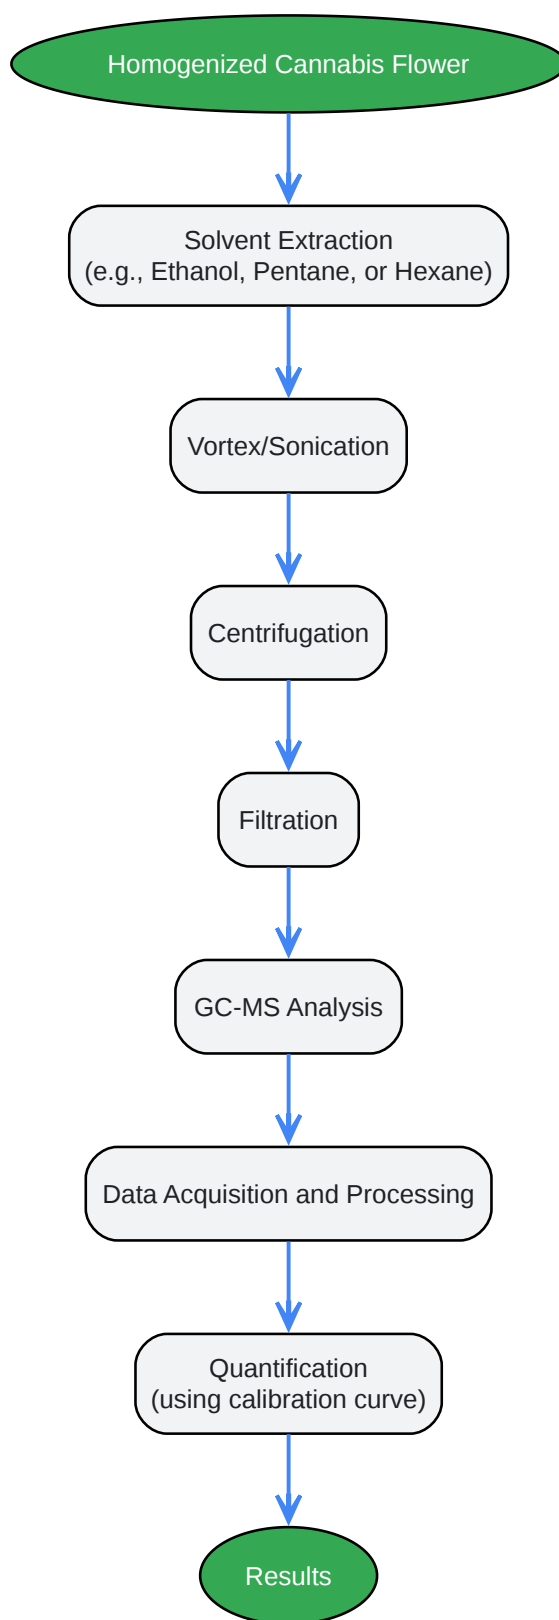 Homogenized Cannabis Flower
Solvent Extraction
(e.g., Ethanol, Pentane, or Hexane)
Vortex/Sonication
Centrifugation
Filtration
GC-MS Analysis
Data Acquisition and Processing
Quantification
(using calibration curve)
Results